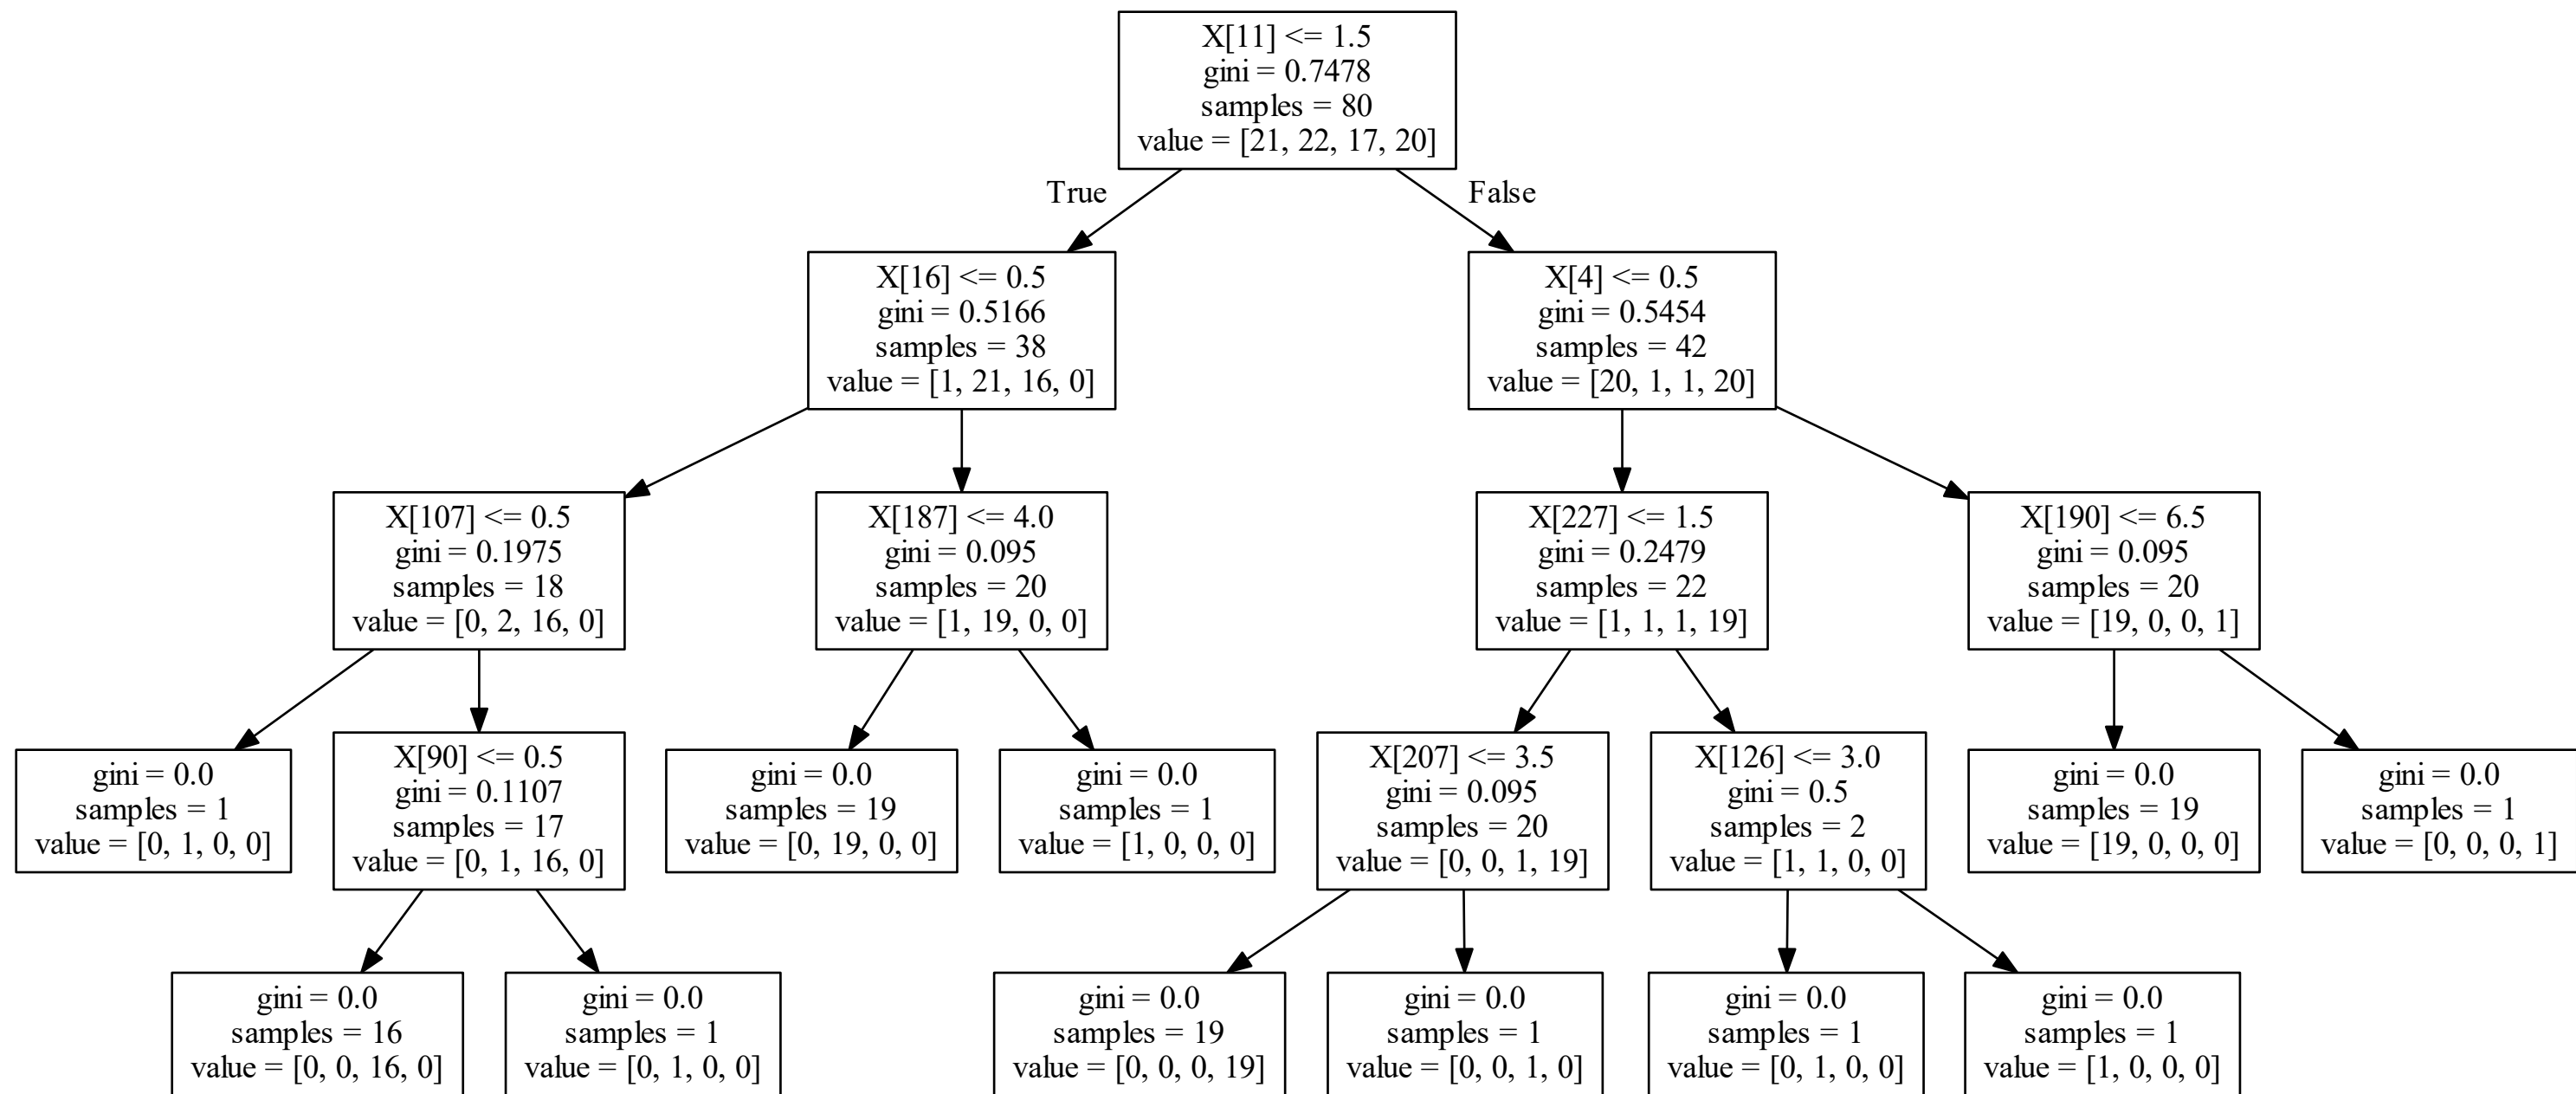 X[11] <= 1.5
gini = 0.7478
samples = 80
value = [21, 22, 17, 20]
True
False
X[16] <= 0.5
gini = 0.5166
samples = 38
value = [1, 21, 16, 0]
X[4] <= 0.5
gini = 0.5454
samples = 42
value = [20, 1, 1, 20]
X[107] <= 0.5
gini = 0.1975
samples = 18
value = [0, 2, 16, 0]
X[187] <= 4.0
gini = 0.095
samples = 20
value = [1, 19, 0, 0]
X[227] <= 1.5
gini = 0.2479
samples = 22
value = [1, 1, 1, 19]
X[190] <= 6.5
gini = 0.095
samples = 20
value = [19, 0, 0, 1]
gini = 0.0
samples = 1
value = [0, 1, 0, 0]
X[90] <= 0.5
gini = 0.1107
samples = 17
value = [0, 1, 16, 0]
gini = 0.0
samples = 19
value = [0, 19, 0, 0]
gini = 0.0
samples = 1
value = [1, 0, 0, 0]
X[207] <= 3.5
gini = 0.095
samples = 20
value = [0, 0, 1, 19]
X[126] <= 3.0
gini = 0.5
samples = 2
value = [1, 1, 0, 0]
gini = 0.0
samples = 19
value = [19, 0, 0, 0]
gini = 0.0
samples = 1
value = [0, 0, 0, 1]
gini = 0.0
samples = 16
value = [0, 0, 16, 0]
gini = 0.0
samples = 1
value = [0, 1, 0, 0]
gini = 0.0
samples = 19
value = [0, 0, 0, 19]
gini = 0.0
samples = 1
value = [0, 0, 1, 0]
gini = 0.0
samples = 1
value = [0, 1, 0, 0]
gini = 0.0
samples = 1
value = [1, 0, 0, 0]